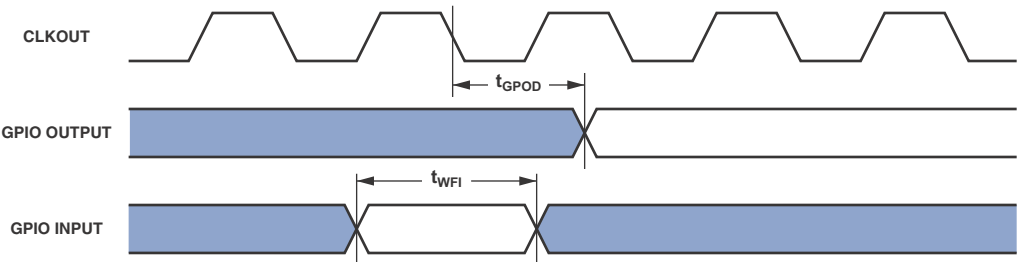 CLKOUT
tGPOD
GPIO OUTPUT
tWFI
GPIO INPUT